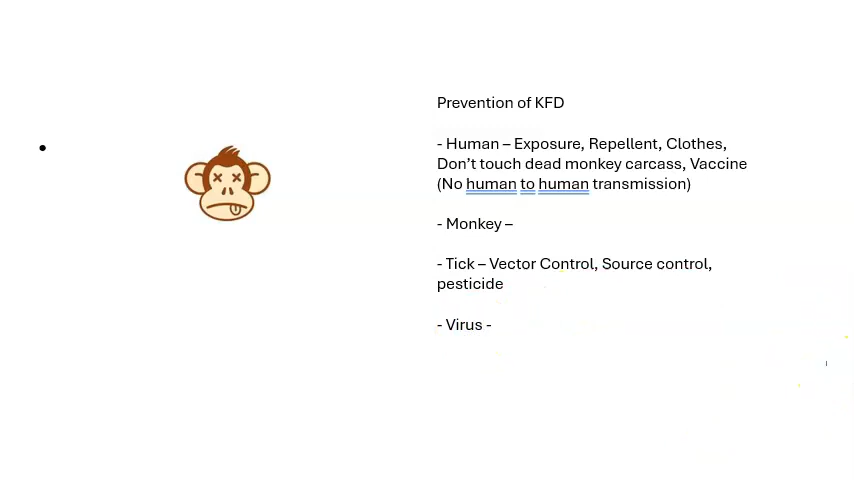 Prevention of KFD
- Human – Exposure, Repellent, Clothes,
Don’t touch dead monkey carcass, Vaccine
(No human to human transmission)
- Monkey –
- Tick – Vector Control, Source control,
pesticide
- Virus -